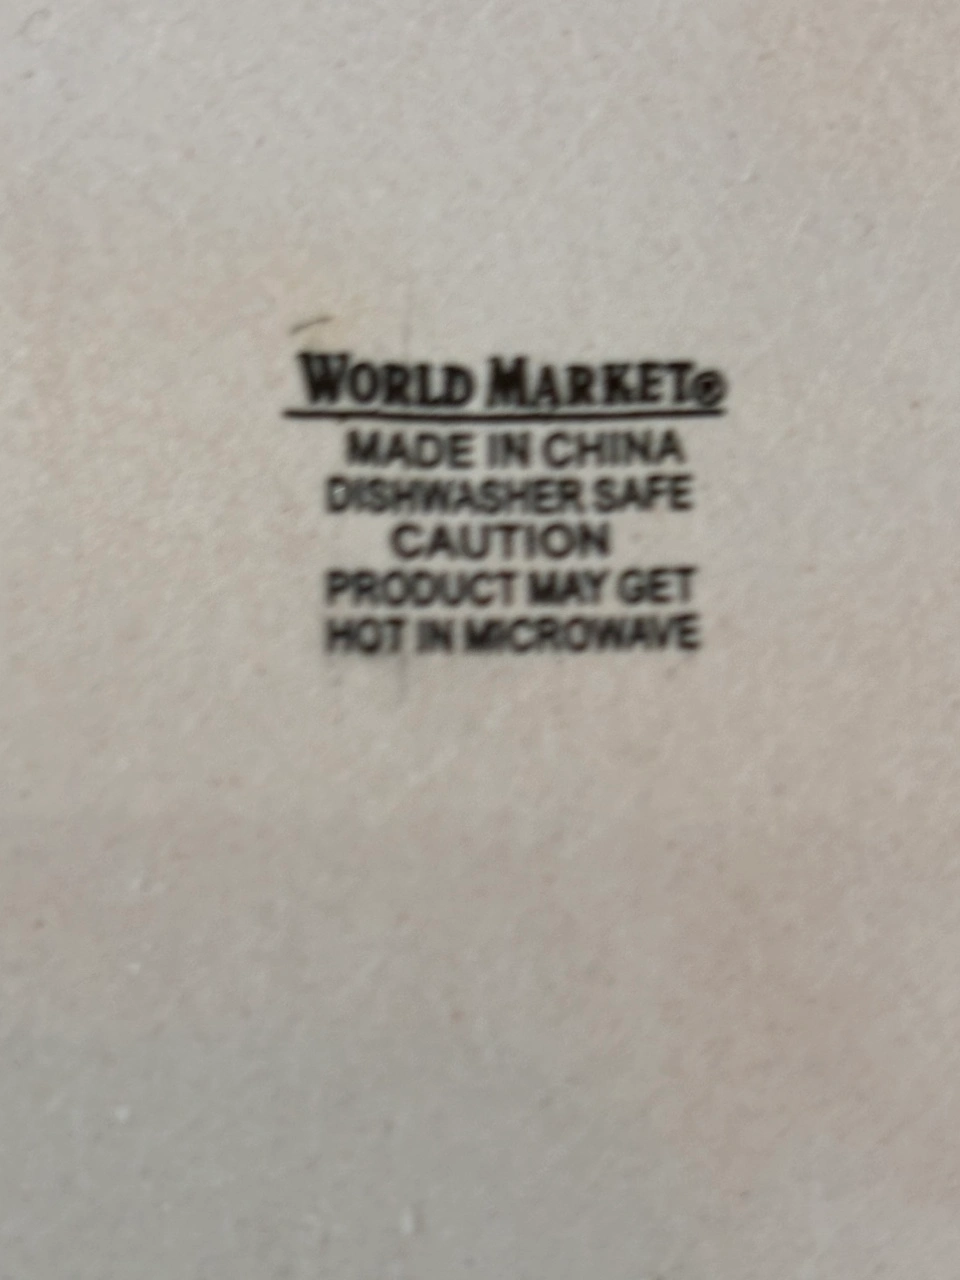 WORLD MARKET®
MADE IN CHINA
DISHWASHER SAFE
CAUTION
PRODUCT MAY GET
HOT IN MICROWAVE